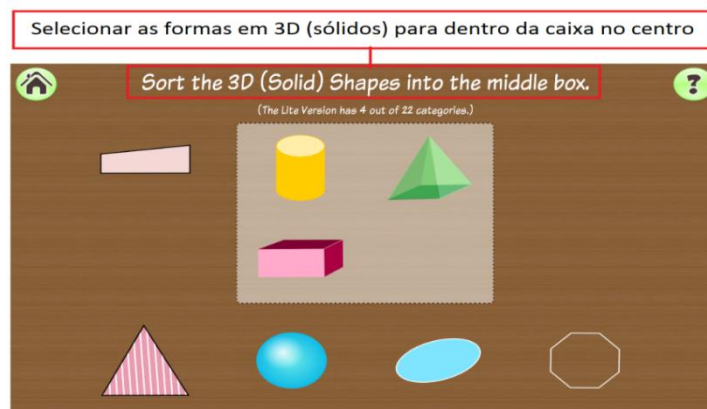 Selecionar as formas em 3D (sólidos) para dentro da caixa no centro
Sort the 3D (Solid) Shapes into the middle box.
?
(The Lite Version has 4 out of 22 categories.)